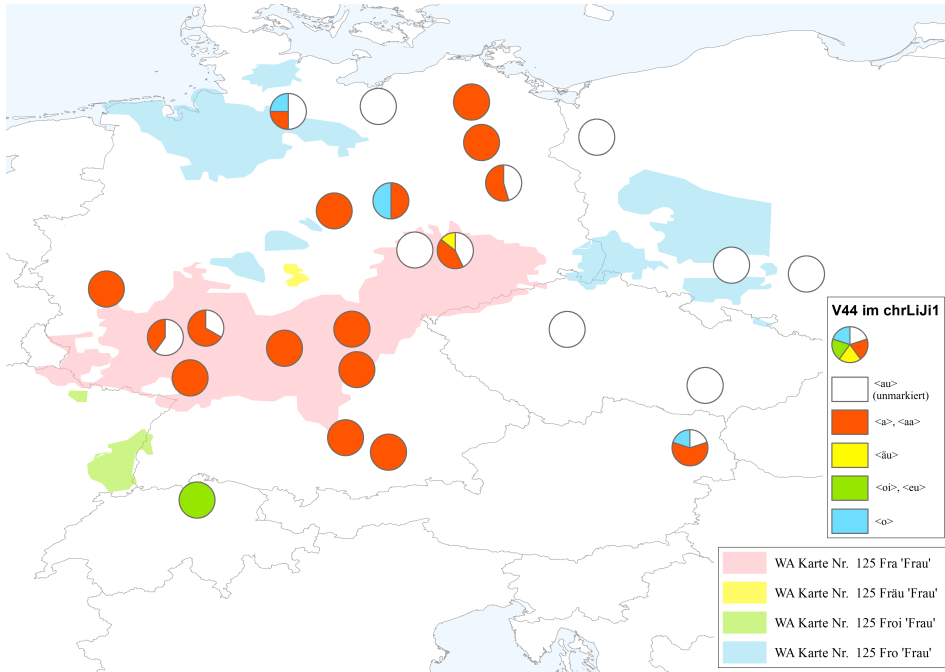 V44 im chrLiJi1
<au>
(unmarkiert)
<a>, <aa>
<äu>
<oi>, <eu>
<o>
WA Karte Nr. 125 Fra 'Frau'
WA Karte Nr. 125 Fräu 'Frau'
WA Karte Nr. 125 Froi 'Frau'
WA Karte Nr. 125 Fro 'Frau'